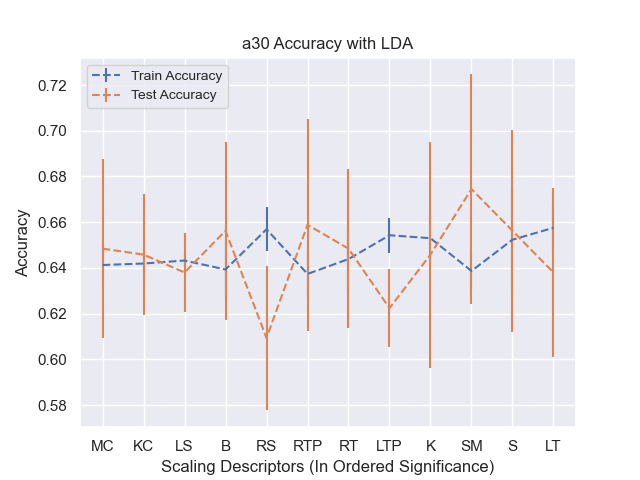 a30 Accuracy with LDA
Train Accuracy
Test Accuracy
0.72
0.70
0.68
0.66
0.64
0.62
0.60
0.58
Accuracy
MC KC LS B RS RTP RT LTP K SM S LT
Scaling Descriptors (In Ordered Significance)